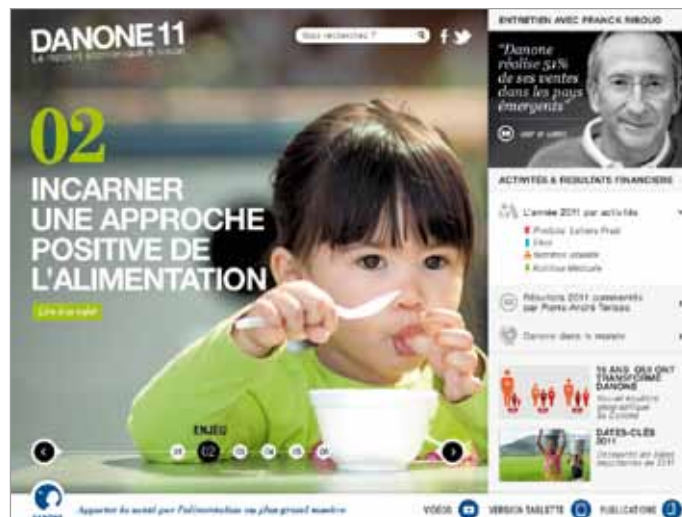 DANONE 11
Le rapport économique & social
Vous recherchez ?
02
INCARNER
UNE APPROCHE
POSITIVE DE
L'ALIMENTATION
Lire la suite
ENJEU
01 02 03 04 05 06
DANONE
Apporter la santé par l'alimentation au plus grand nombre
VIDÉOS
VERSION TABLETTE
PUBLICATIONS
ENTRETIEN AVEC FRANCK RIBOUD
"Danone
réalise 51%
de ses ventes
dans les pays
émergents"
ACTIVITÉS & RÉSULTATS FINANCIERS
L'année 2011 par activités
Produits Laitiers Frais
Eaux
Nutrition Infantile
Nutrition Médicale
Résultats 2011 commentés
par Pierre-André Terisse
Danone dans le monde
15 ANS QUI ONT
TRANSFORMÉ
DANONE
géographique
de Danone
DATES-CLÉS
2011